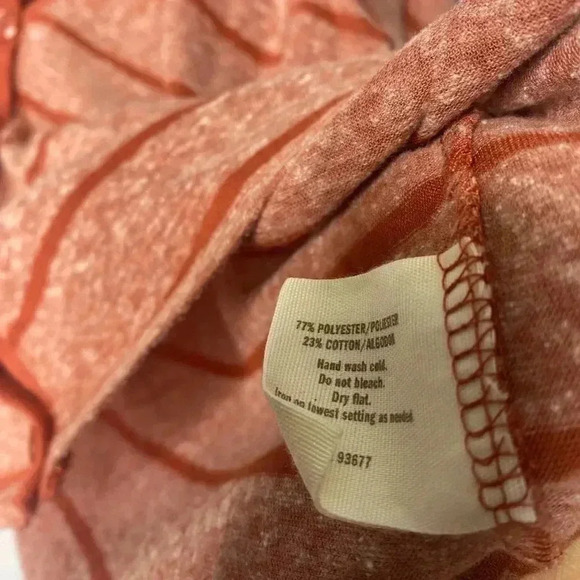 77% POLYESTER/POLIESTER
23% COTTON/ALGODON
Hand wash cold.
Do not bleach.
Dry flat.
Iron on lowest setting as needed.
93677